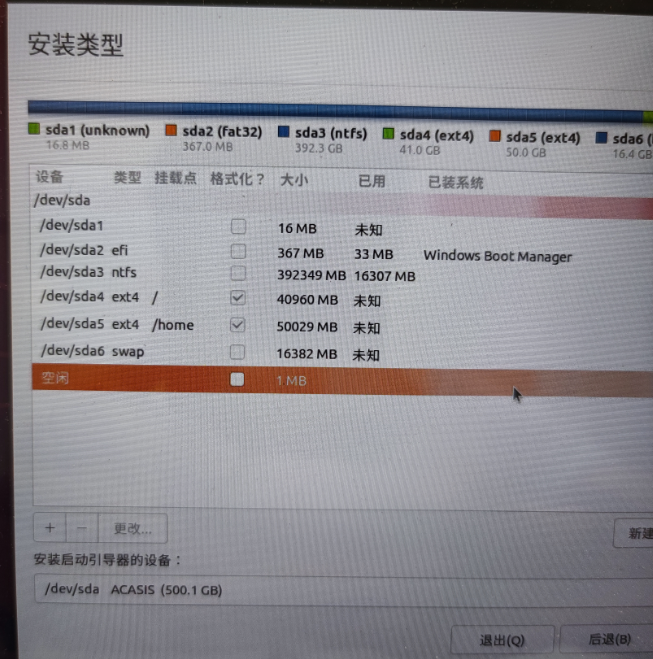 安装类型
sda1 (unknown) sda2 (fat32) sda3 (ntfs) sda4 (ext4) sda5 (ext4) sda6
16.8 MB 367.0 MB 392.3 GB 41.0 GB 50.0 GB 16.4 GB
设备 类型 挂载点 格式化？ 大小 已用 已装系统
/dev/sda
/dev/sda1 16 MB 未知
/dev/sda2 efi 367 MB 33 MB Windows Boot Manager
/dev/sda3 ntfs 392349 MB 16307 MB
/dev/sda4 ext4 / 40960 MB 未知
/dev/sda5 ext4 /home 50029 MB 未知
/dev/sda6 swap 16382 MB 未知
空闲 1 MB
+ − 更改... 新建
安装启动引导器的设备：
/dev/sda ACASIS (500.1 GB)
退出(Q) 后退(B)